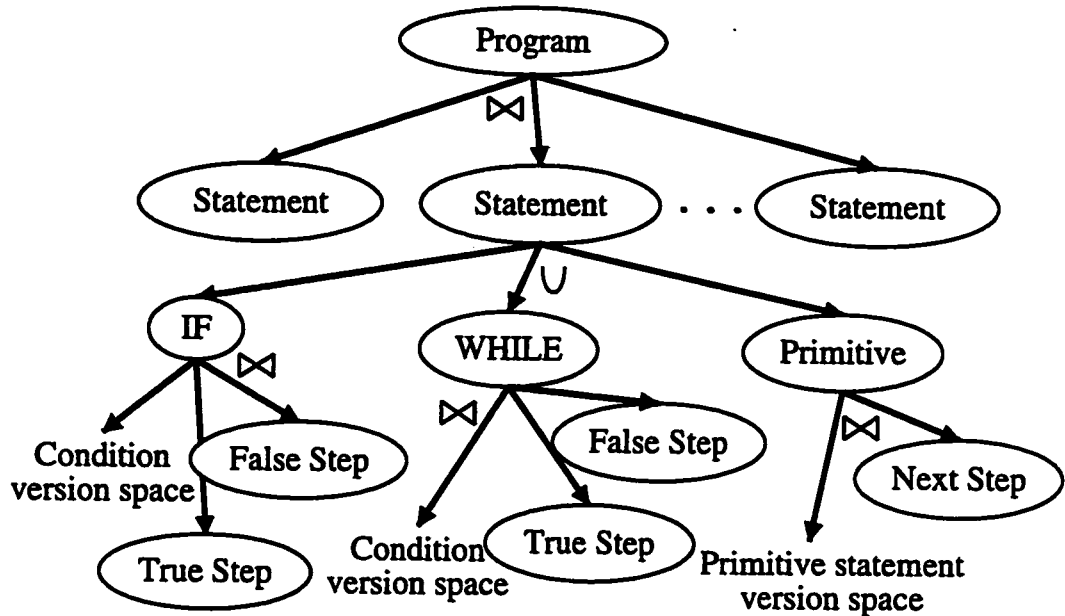 Program
⋈
Statement
Statement
. . .
Statement
∪
IF
WHILE
Primitive
⋈
⋈
⋈
Condition
version space
False Step
True Step
False Step
Condition
version space
True Step
Next Step
Primitive statement
version space